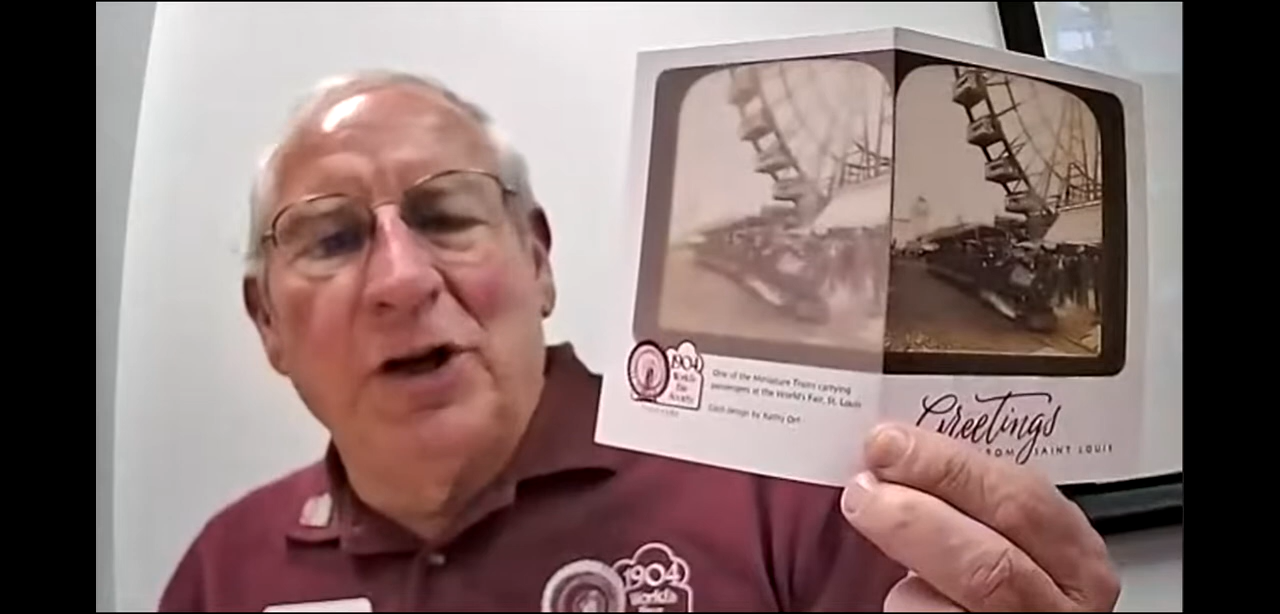 1904
World's
Fair
Society
One of the Miniature Trains carrying
passengers at the World's Fair, St. Louis
Card design by Kathy Ort
Greetings
FROM SAINT LOUIS
1904
World's
Fair